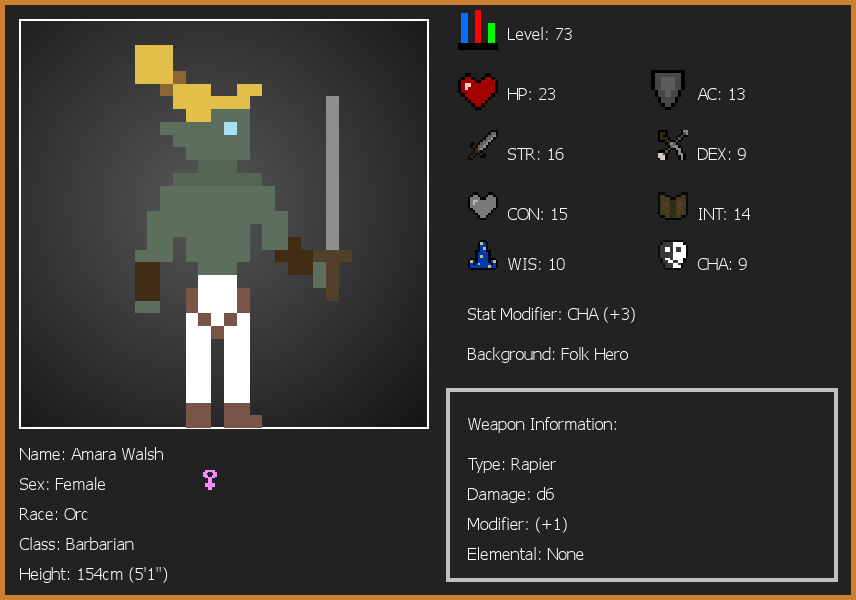 Level: 73
HP: 23
AC: 13
STR: 16
DEX: 9
CON: 15
INT: 14
WIS: 10
CHA: 9
Stat Modifier: CHA (+3)
Background: Folk Hero
Weapon Information:
Type: Rapier
Damage: d6
Modifier: (+1)
Elemental: None
Name: Amara Walsh
Sex: Female
Race: Orc
Class: Barbarian
Height: 154cm (5'1")